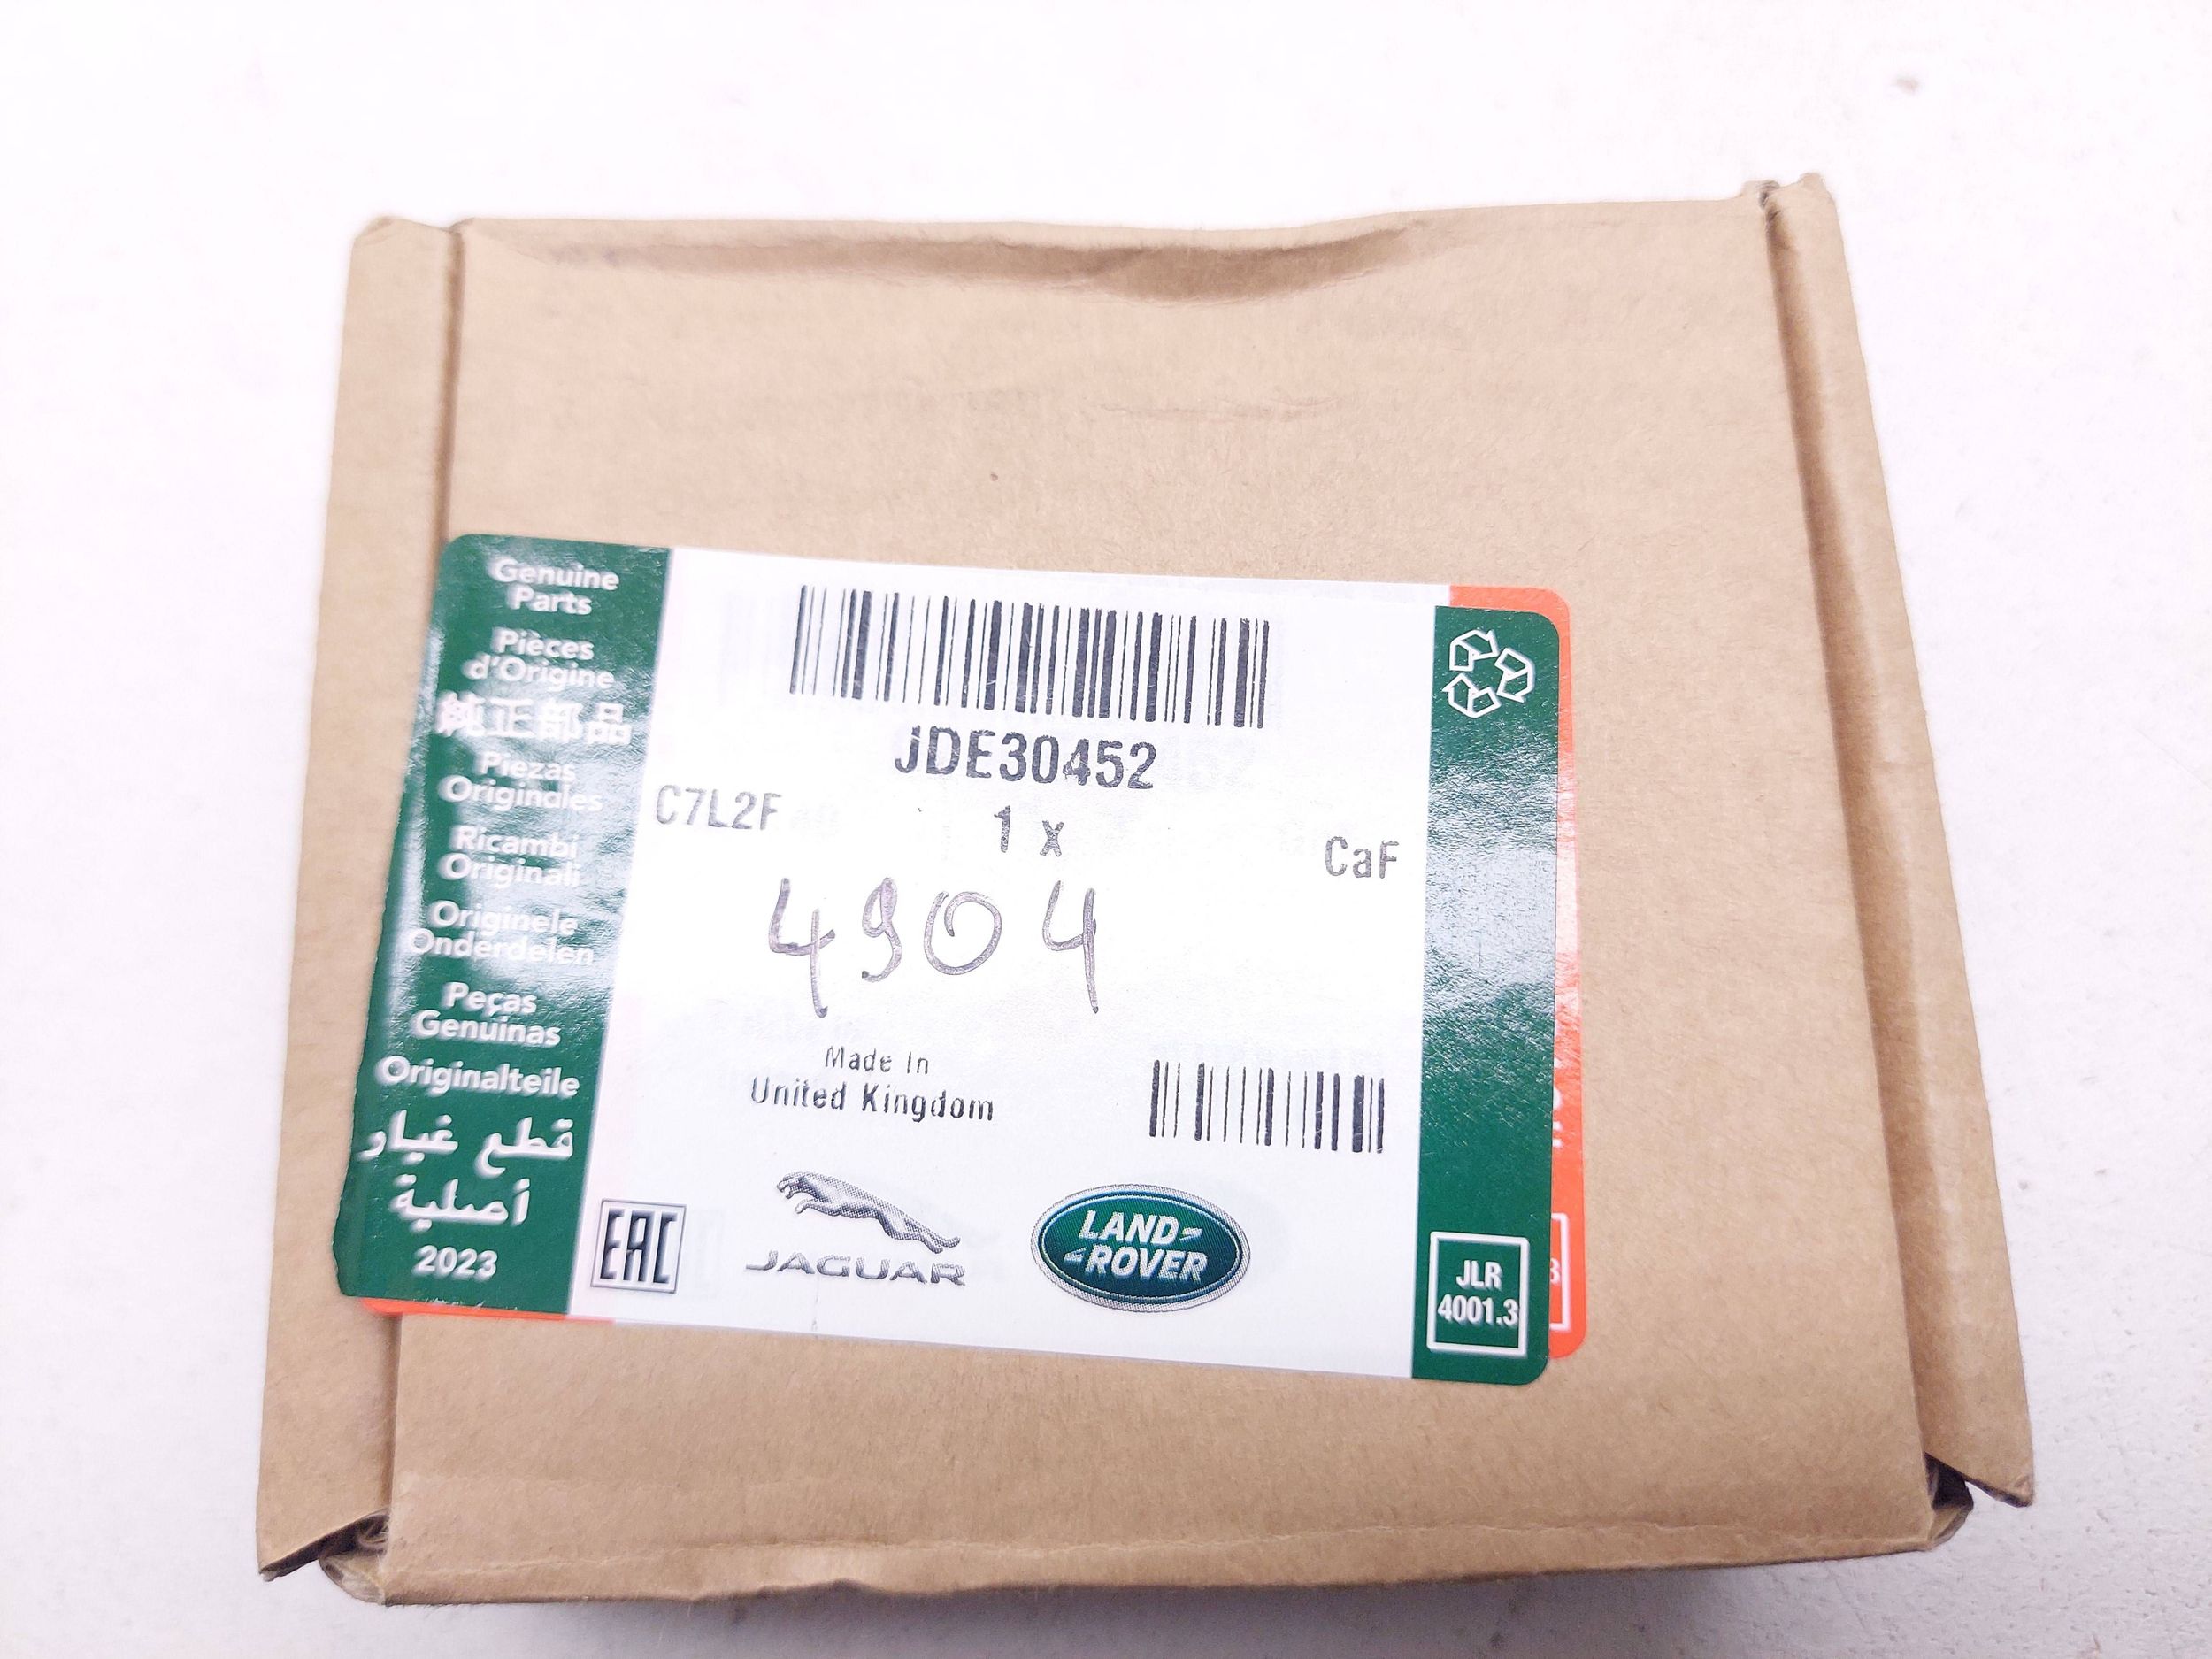 Genuine
Parts
Pièces
d'Origine
純正部品
Piezas
Originales
Ricambi
Originali
Originele
Onderdelen
Peças
Genuinas
Originalteile
قطع غيار
أصلية
2023
JDE30452
C7L2F
1 x
CaF
4904
Made In
United Kingdom
EAC
JAGUAR
LAND-
-ROVER
JLR
4001.3